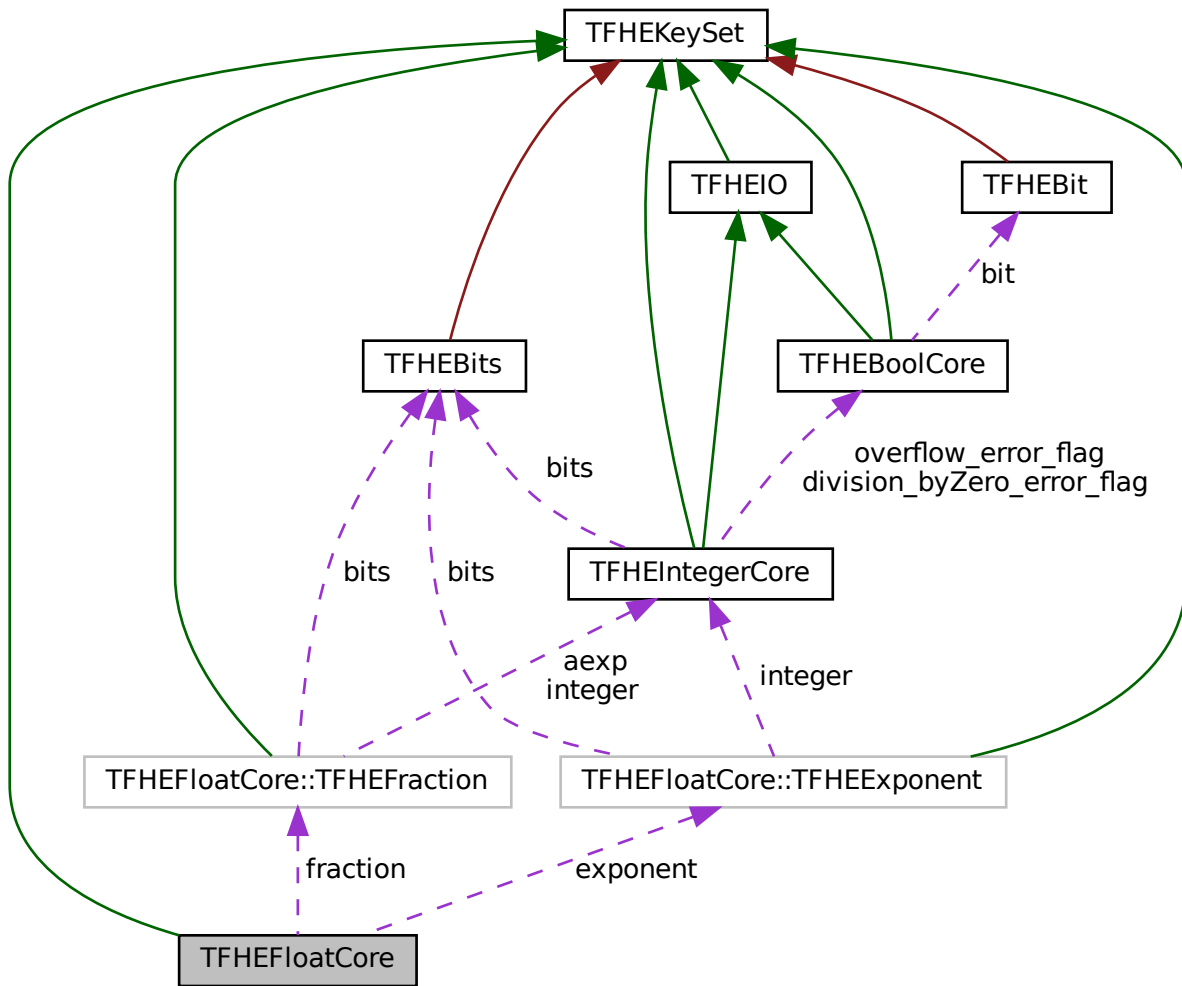 TFHEKeySet
TFHEIO
TFHEBit
bit
TFHEBits
TFHEBoolCore
bits
overflow_error_flag
division_byZero_error_flag
bits
bits
TFHEIntegerCore
aexp
integer
integer
TFHEFloatCore::TFHEFraction
TFHEFloatCore::TFHEExponent
fraction
exponent
TFHEFloatCore